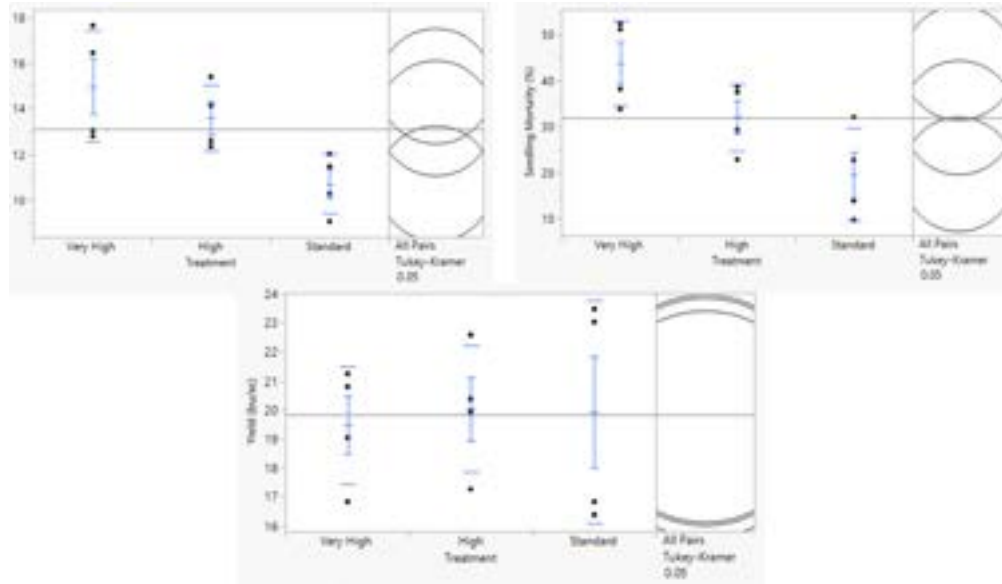 18
16
14
12
10
Very High
High
Standard
Treatment
All Pairs
Tukey-Kramer
0.05
Seedling Mortality (%)
50
40
30
20
10
Very High
High
Standard
Treatment
All Pairs
Tukey-Kramer
0.05
Yield (bu/ac)
24
23
22
21
20
19
18
17
16
Very High
High
Standard
Treatment
All Pairs
Tukey-Kramer
0.05